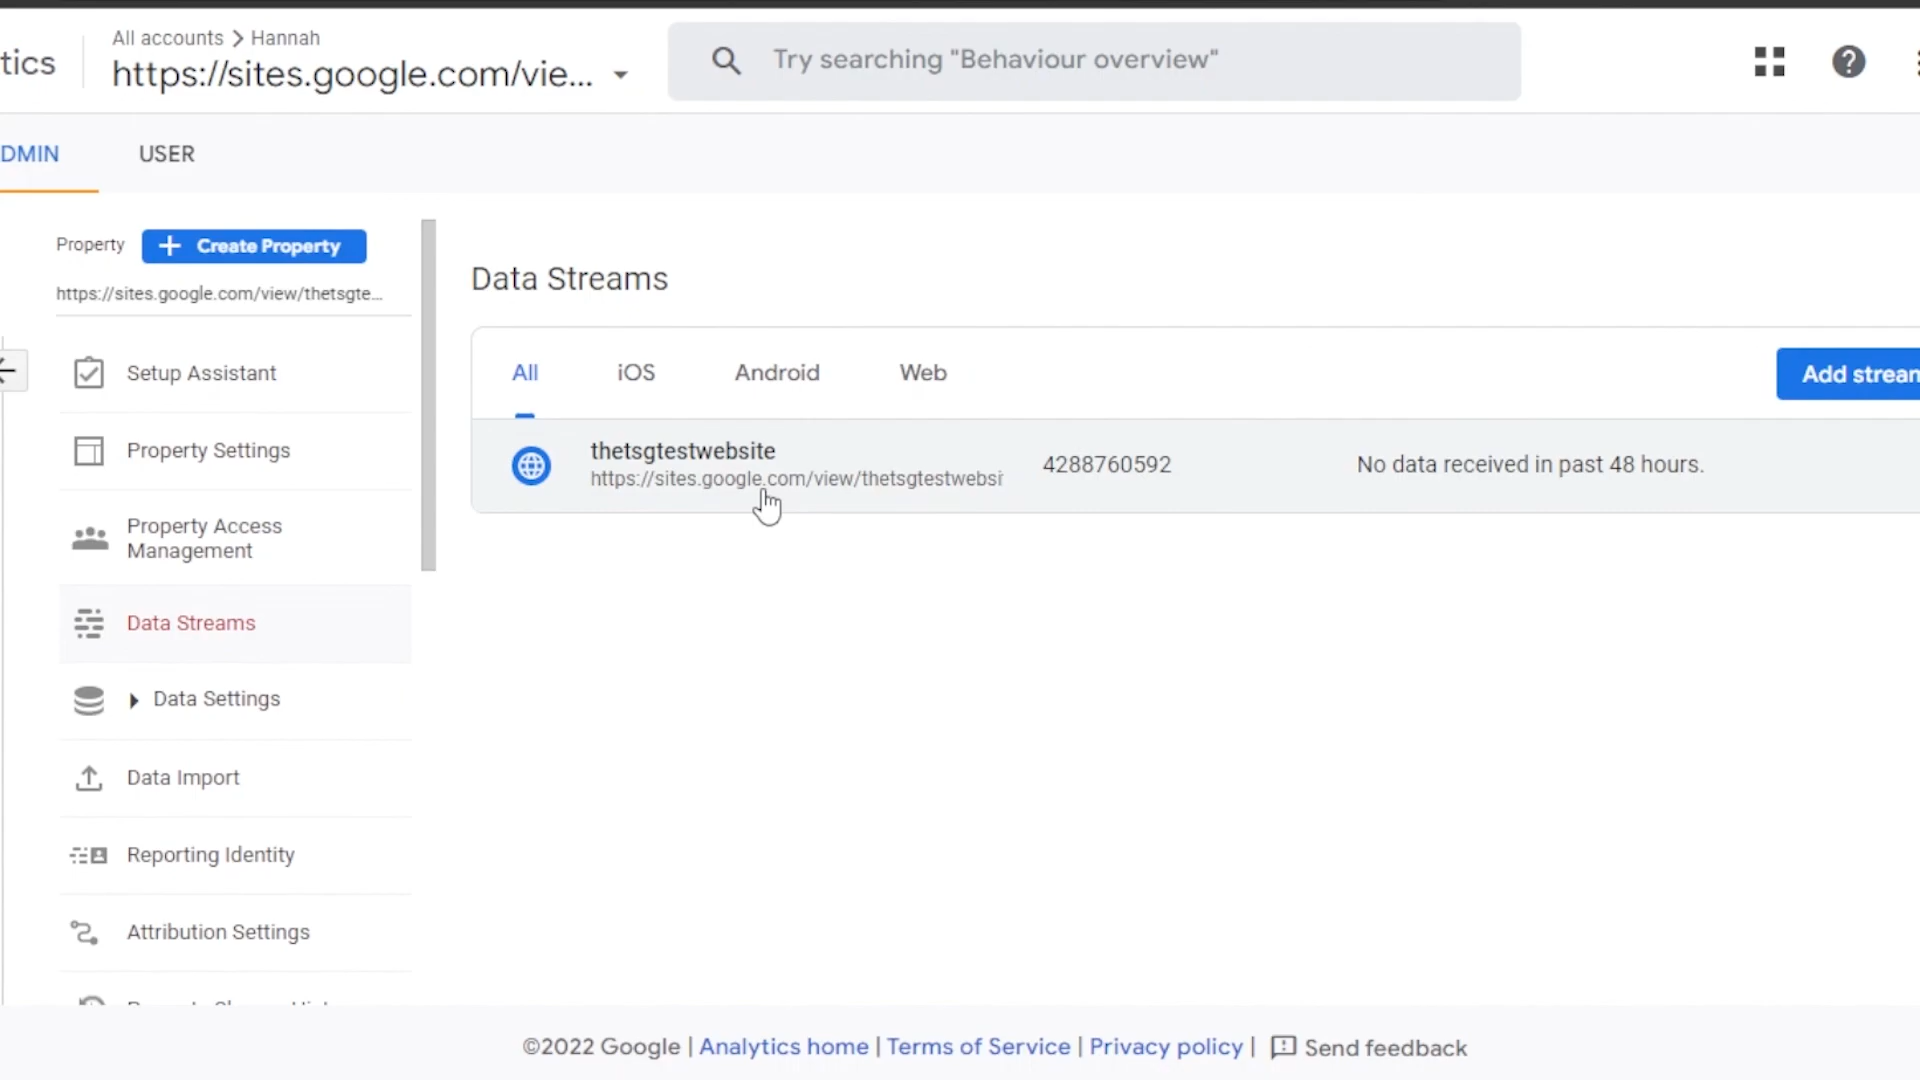 tics
All accounts > Hannah
https://sites.google.com/vie...
Try searching "Behaviour overview"
DMIN
USER
Property
+ Create Property
https://sites.google.com/view/thetsgte...
Setup Assistant
Property Settings
Property Access
Management
Data Streams
Data Settings
Data Import
Reporting Identity
Attribution Settings
Data Streams
All
iOS
Android
Web
Add stream
thetsgtestwebsite
https://sites.google.com/view/thetsgtestwebsi
4288760592
No data received in past 48 hours.
©2022 Google | Analytics home | Terms of Service | Privacy policy | Send feedback